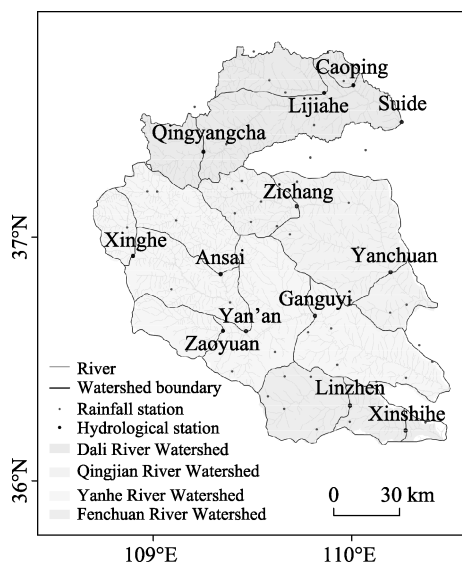 Caoping
Lijiahe
Suide
Qingyangcha
Zichang
37°N
Xinghe
Ansai
Yanchuan
Ganguyi
Yan'an
Zaoyuan
River
Watershed boundary
Rainfall station
Hydrological station
Dali River Watershed
Qingjian River Watershed
Yanhe River Watershed
Fenchuan River Watershed
Linzhen
Xinshihe
36°N
0 30 km
109°E 110°E